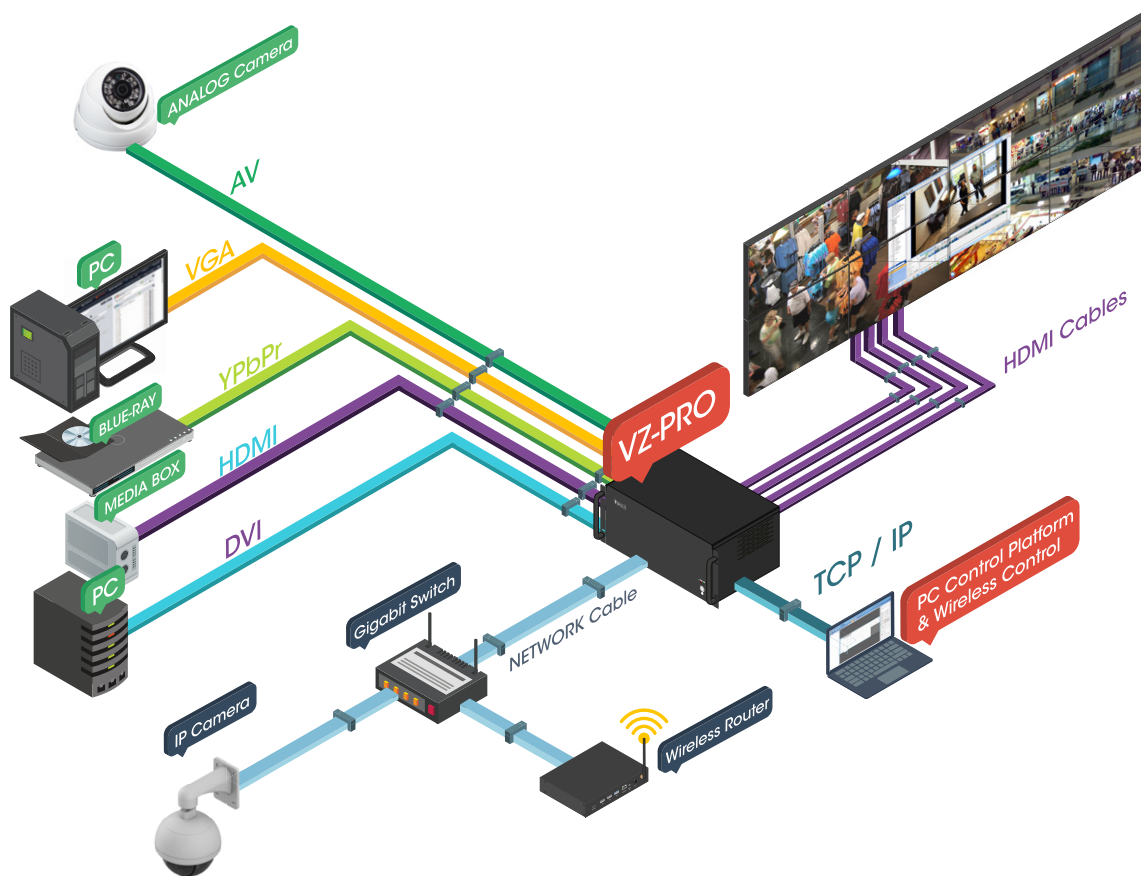 ANALOG Camera
AV
PC
VGA
YPbPr
BLUE-RAY
HDMI
MEDIA BOX
DVI
PC
VZ-PRO
HDMI Cables
TCP / IP
PC Control Platform
& Wireless Control
Gigabit Switch
NETWORK Cable
IP Camera
Wireless Router